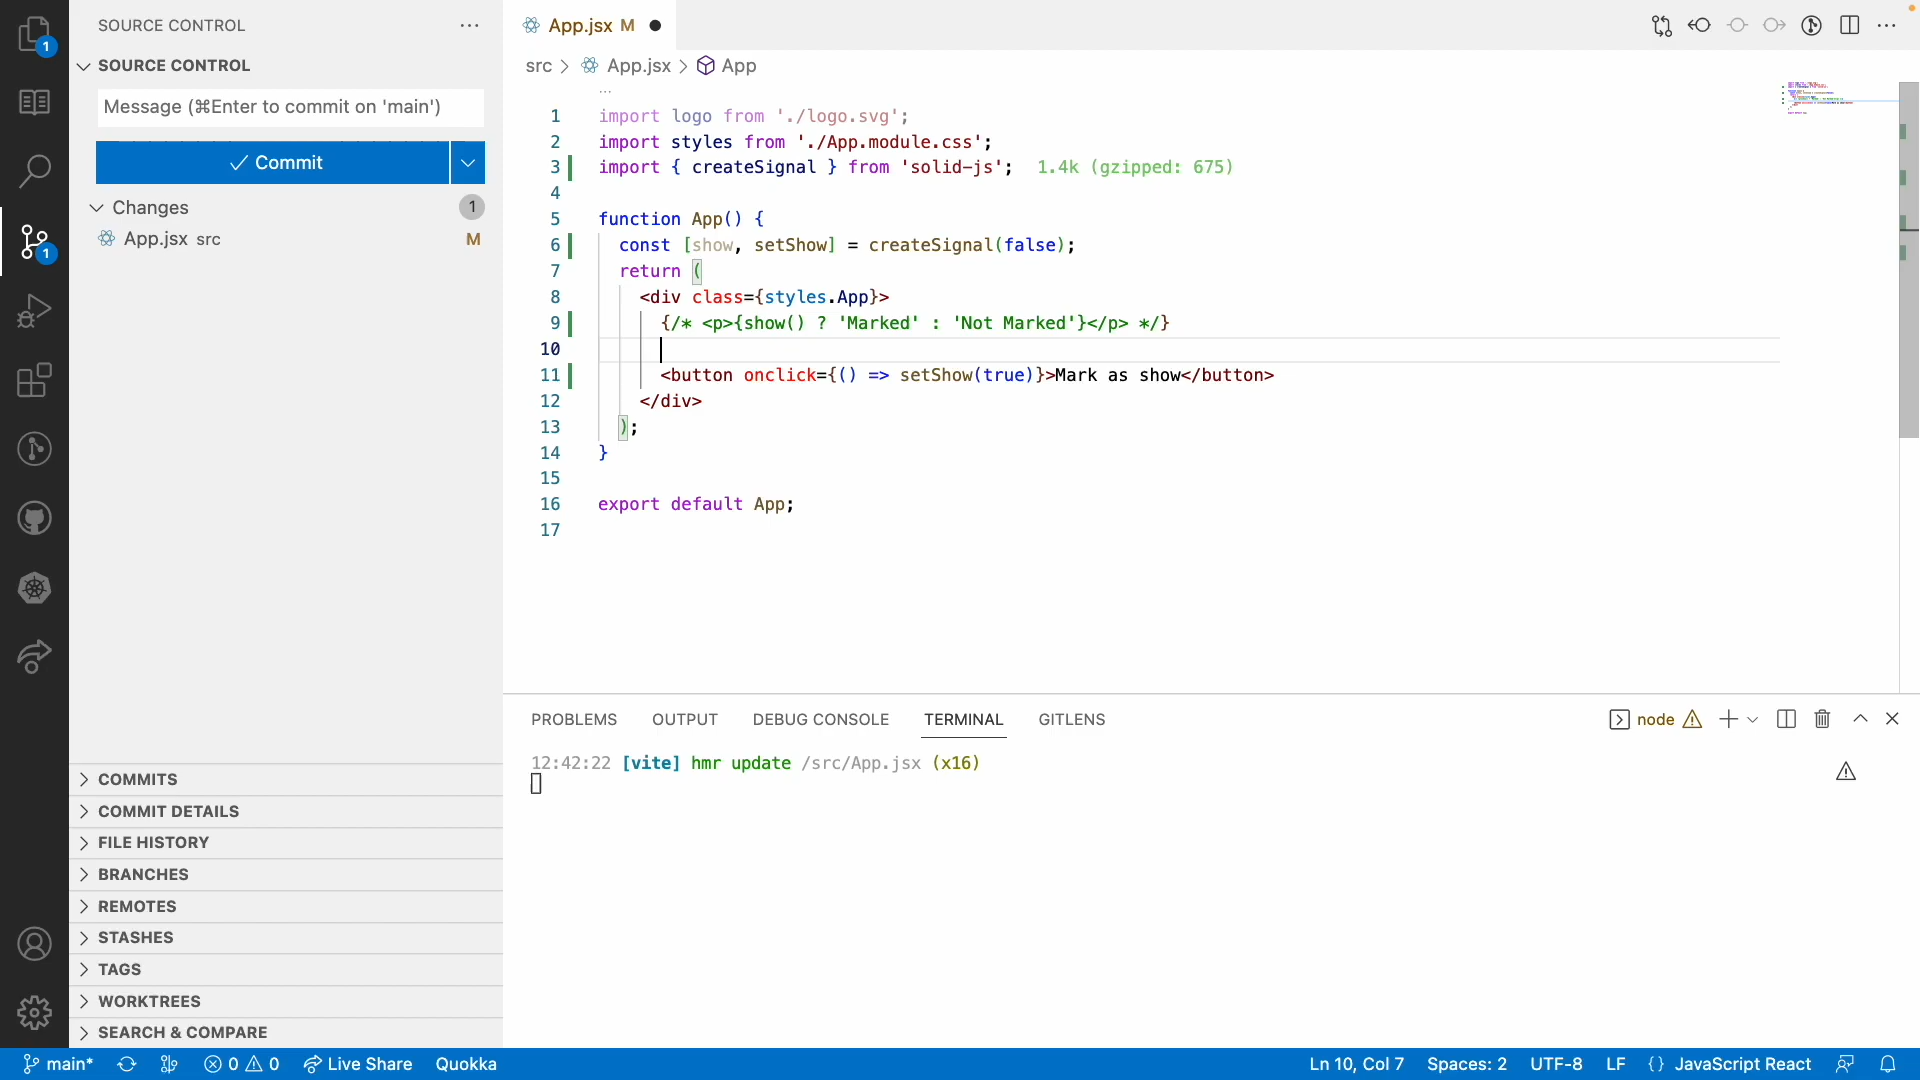 1
SOURCE CONTROL
SOURCE CONTROL
Message (⌘Enter to commit on 'main')
Commit
Changes
1
App.jsx src
M
1
COMMITS
COMMIT DETAILS
FILE HISTORY
BRANCHES
REMOTES
STASHES
TAGS
WORKTREES
SEARCH & COMPARE
App.jsx M
src > App.jsx > App
...
1 import logo from './logo.svg';
2 import styles from './App.module.css';
3 import { createSignal } from 'solid-js'; 1.4k (gzipped: 675)
4
5 function App() {
6 const [show, setShow] = createSignal(false);
7 return (
8 <div class={styles.App}>
9 {/* <p>{show() ? 'Marked' : 'Not Marked'}</p> */}
10
11 <button onclick={() => setShow(true)}>Mark as show</button>
12 </div>
13 );
14 }
15
16 export default App;
17
PROBLEMS OUTPUT DEBUG CONSOLE TERMINAL GITLENS
node
12:42:22 [vite] hmr update /src/App.jsx (x16)
main* 0 0 Live Share Quokka Ln 10, Col 7 Spaces: 2 UTF-8 LF {} JavaScript React